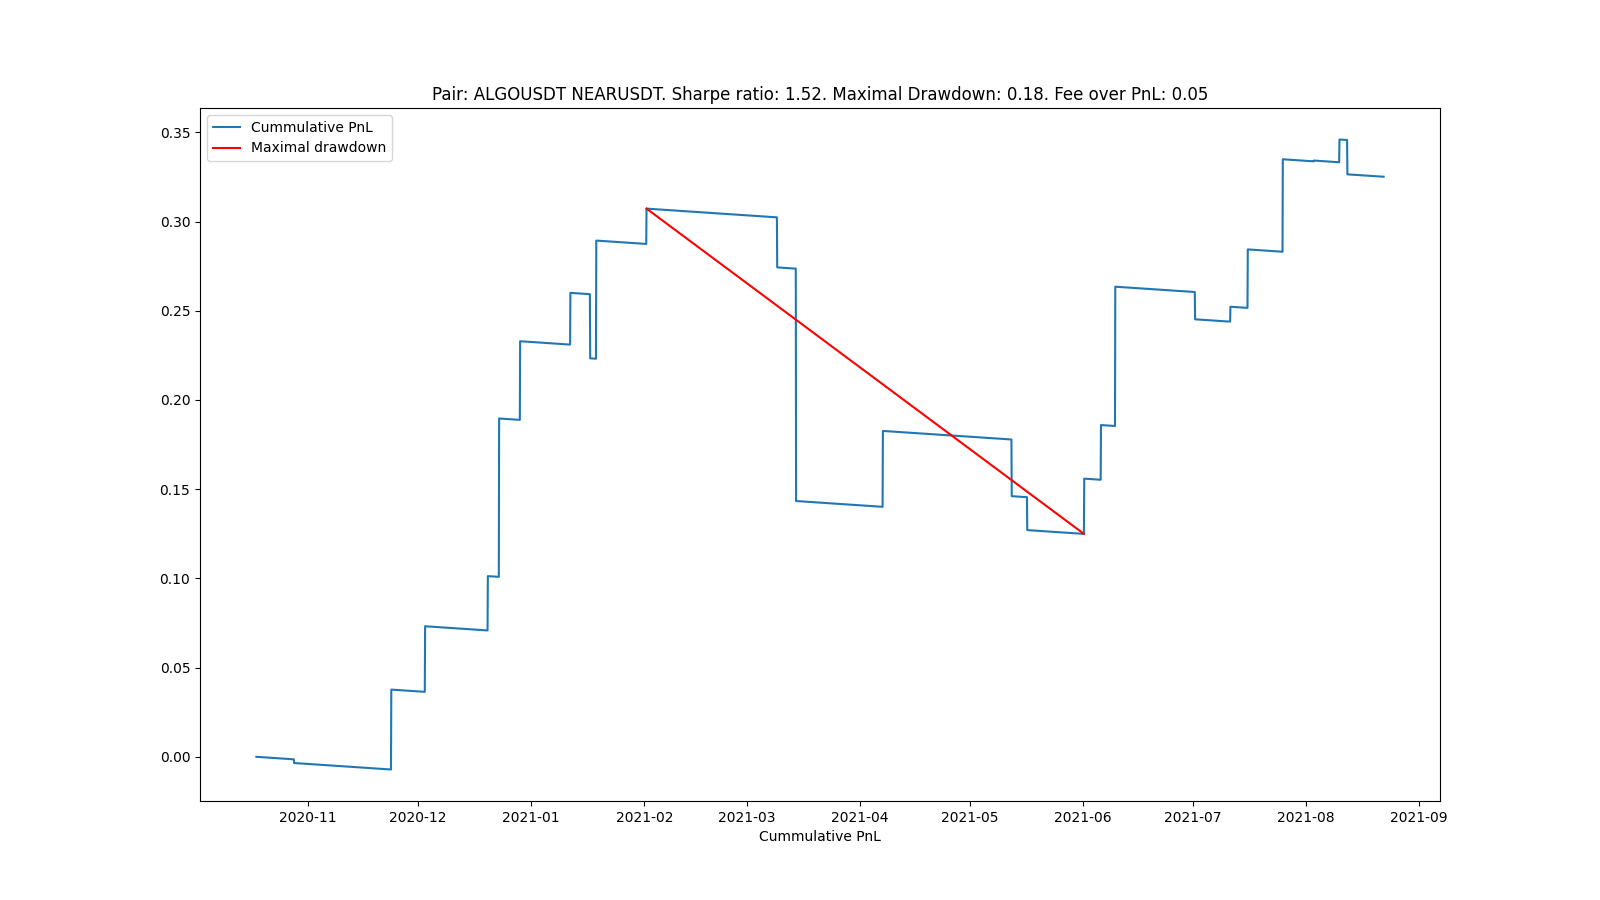 Pair: ALGOUSDT NEARUSDT. Sharpe ratio: 1.52. Maximal Drawdown: 0.18. Fee over PnL: 0.05
Cummulative PnL
Maximal drawdown
0.35
0.30
0.25
0.20
0.15
0.10
0.05
0.00
2020-11 2020-12 2021-01 2021-02 2021-03 2021-04 2021-05 2021-06 2021-07 2021-08 2021-09
Cummulative PnL